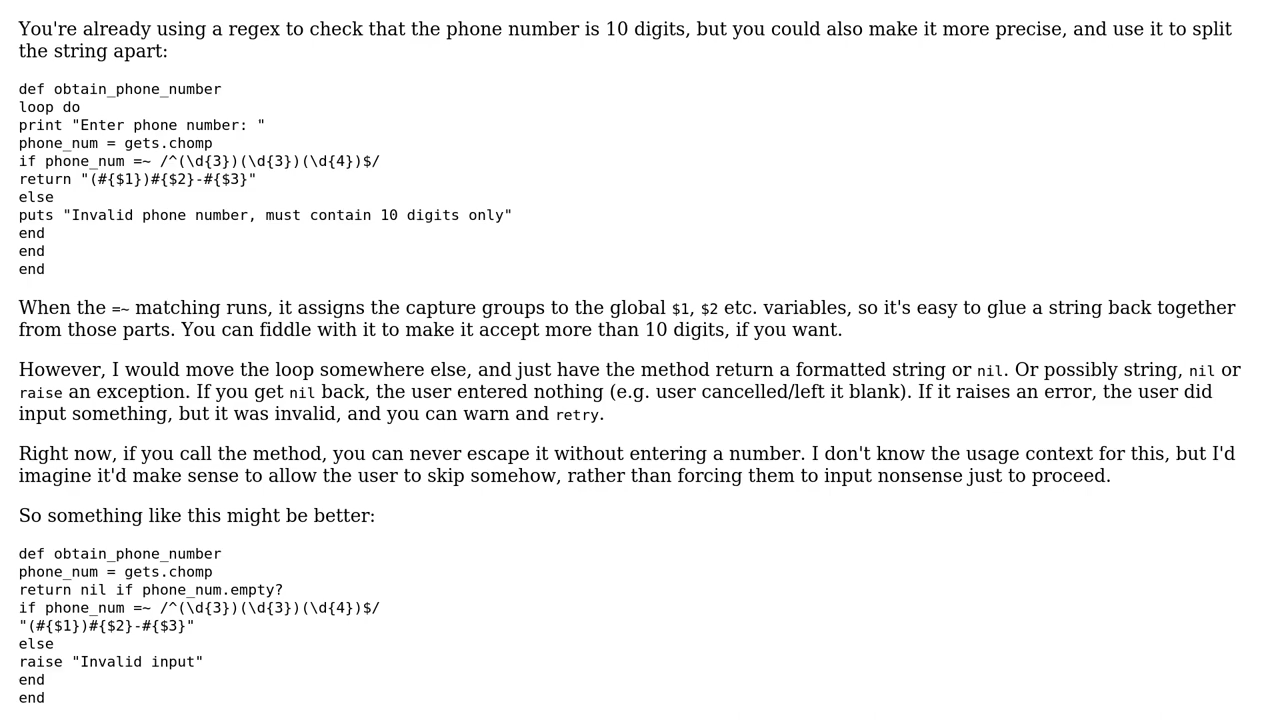 You're already using a regex to check that the phone number is 10 digits, but you could also make it more precise, and use it to split
the string apart:
def obtain_phone_number
loop do
print "Enter phone number: "
phone_num = gets.chomp
if phone_num =~ /^(\d{3})(\d{3})(\d{4})$/
return "(#{$1})#{$2}-#{$3}"
else
puts "Invalid phone number, must contain 10 digits only"
end
end
end
When the =~ matching runs, it assigns the capture groups to the global $1, $2 etc. variables, so it's easy to glue a string back together
from those parts. You can fiddle with it to make it accept more than 10 digits, if you want.
However, I would move the loop somewhere else, and just have the method return a formatted string or nil. Or possibly string, nil or
raise an exception. If you get nil back, the user entered nothing (e.g. user cancelled/left it blank). If it raises an error, the user did
input something, but it was invalid, and you can warn and retry.
Right now, if you call the method, you can never escape it without entering a number. I don't know the usage context for this, but I'd
imagine it'd make sense to allow the user to skip somehow, rather than forcing them to input nonsense just to proceed.
So something like this might be better:
def obtain_phone_number
phone_num = gets.chomp
return nil if phone_num.empty?
if phone_num =~ /^(\d{3})(\d{3})(\d{4})$/
"(#{$1})#{$2}-#{$3}"
else
raise "Invalid input"
end
end